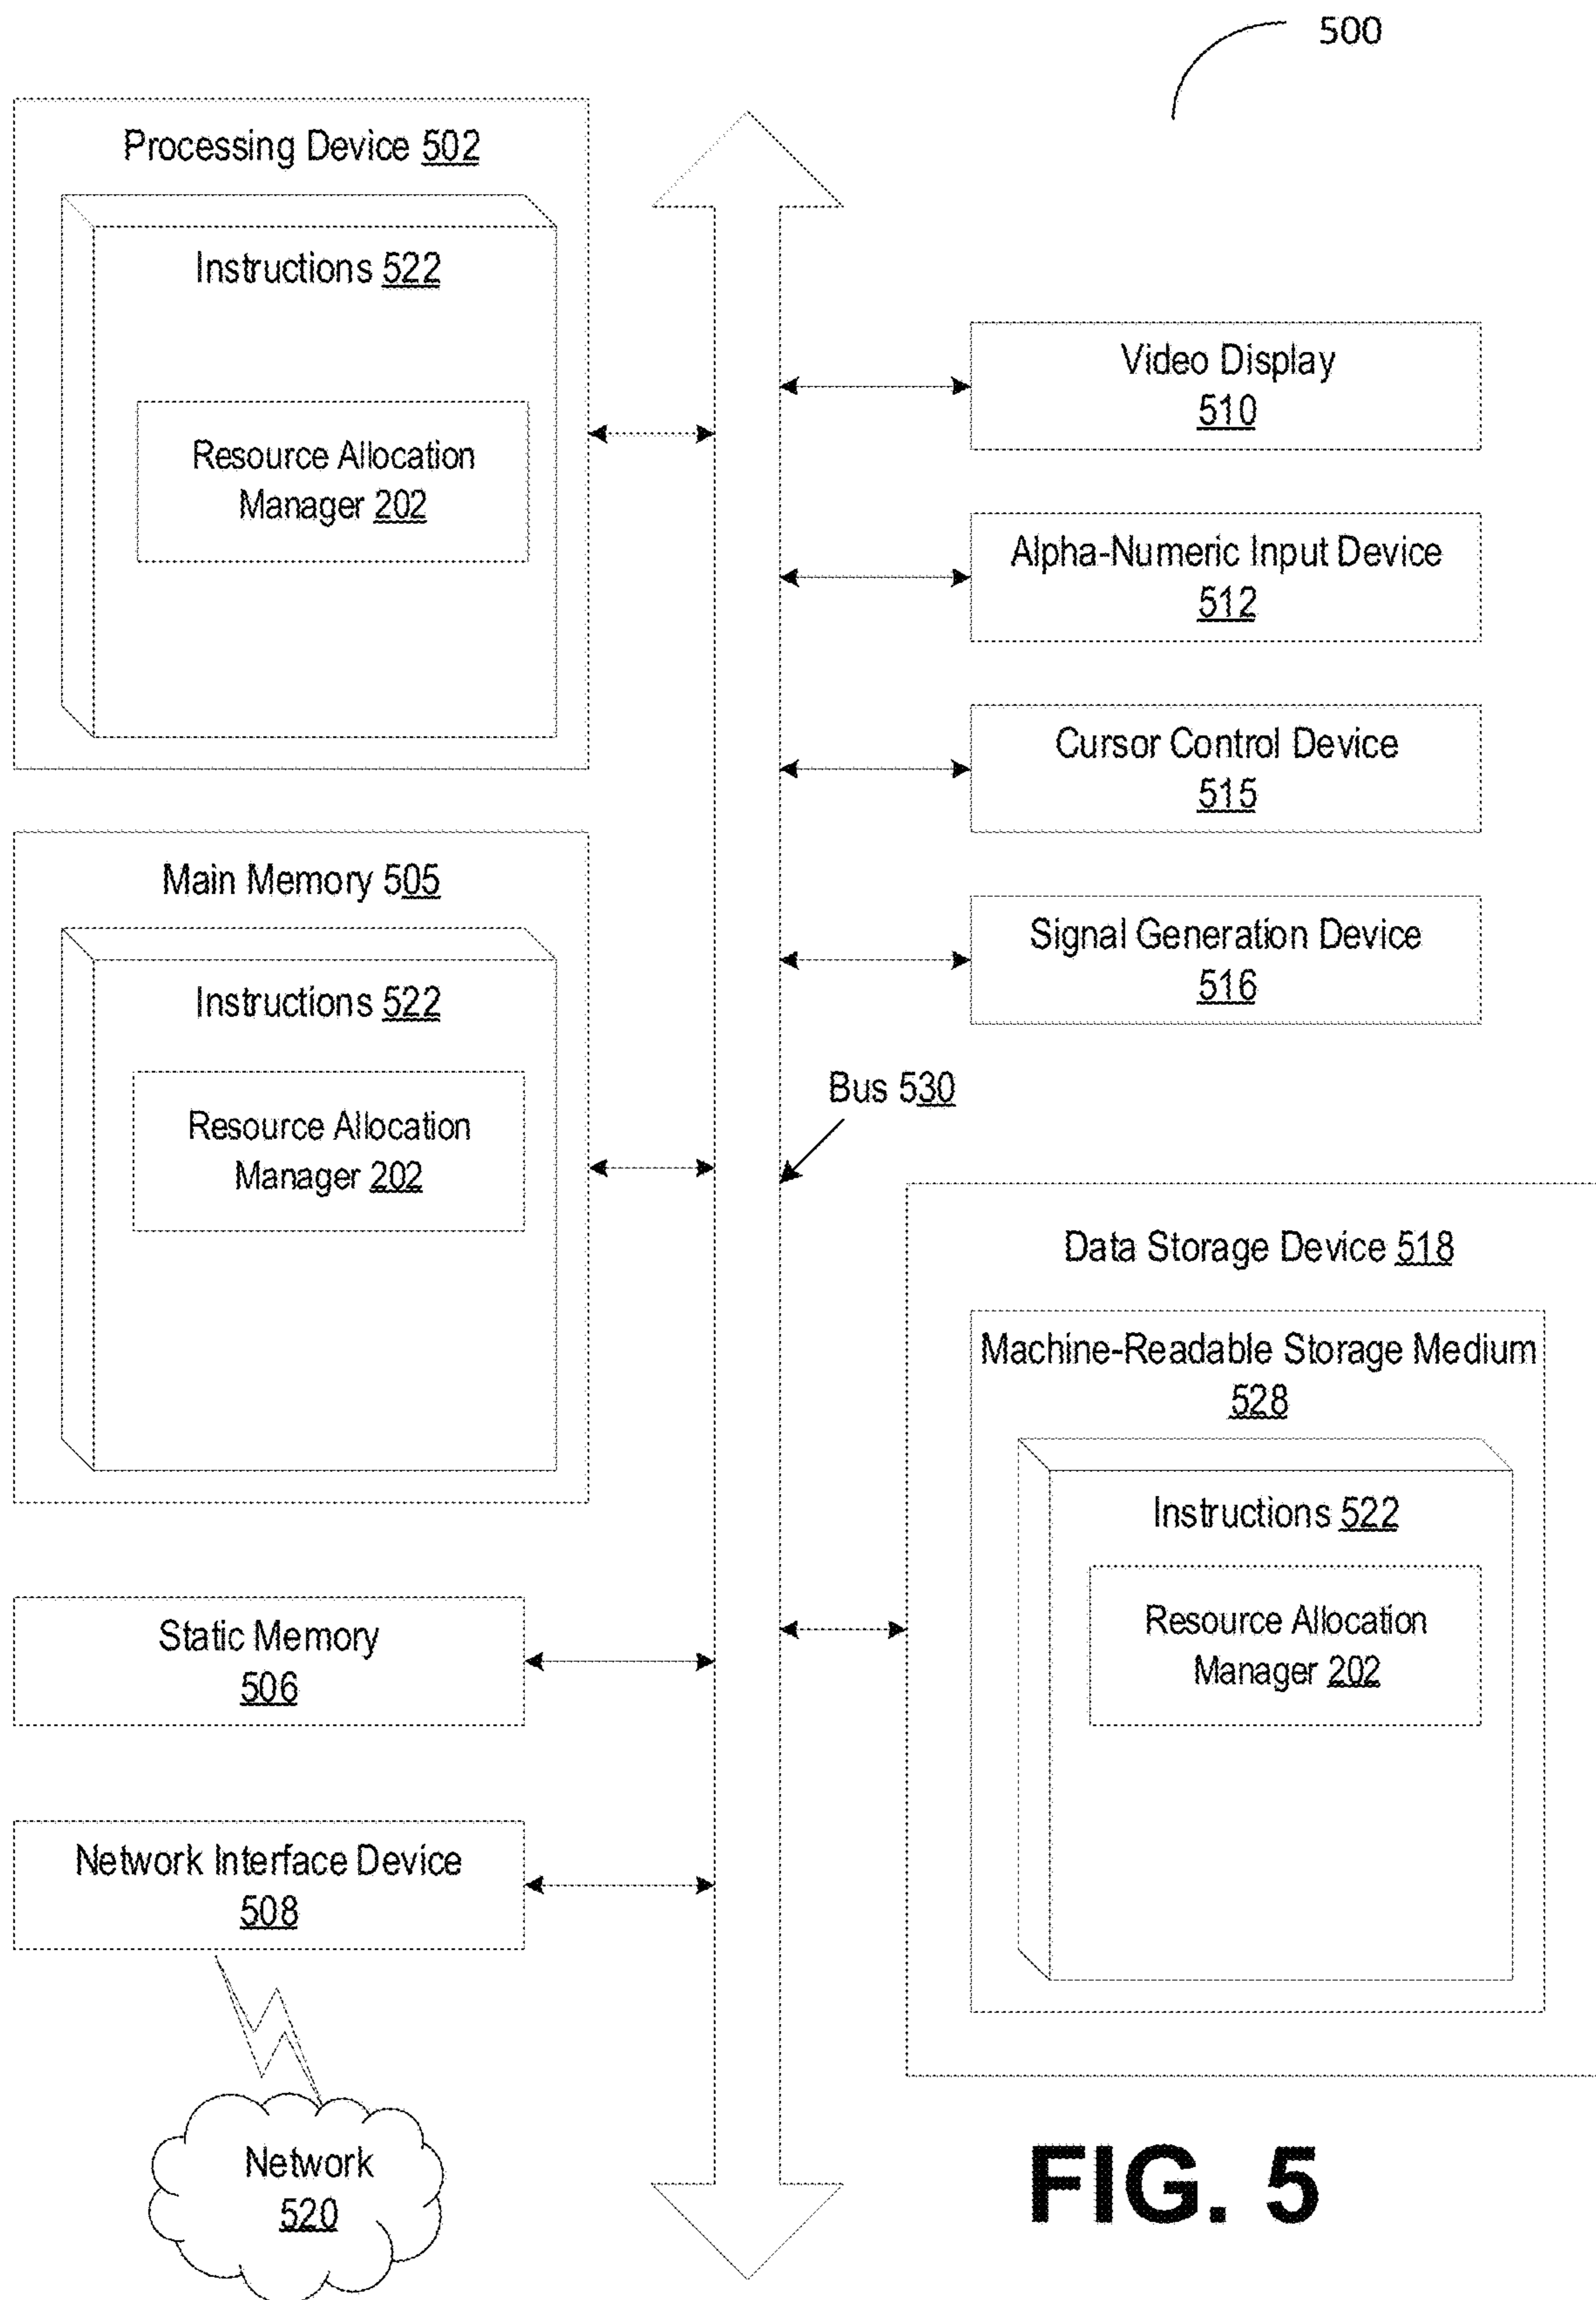 500
Processing Device 502
Instructions 522
Resource Allocation
Manager 202
Main Memory 505
Instructions 522
Resource Allocation
Manager 202
Static Memory
506
Network Interface Device
508
Network
520
Video Display
510
Alpha-Numeric Input Device
512
Cursor Control Device
515
Signal Generation Device
516
Bus 530
Data Storage Device 518
Machine-Readable Storage Medium
528
Instructions 522
Resource Allocation
Manager 202
FIG. 5